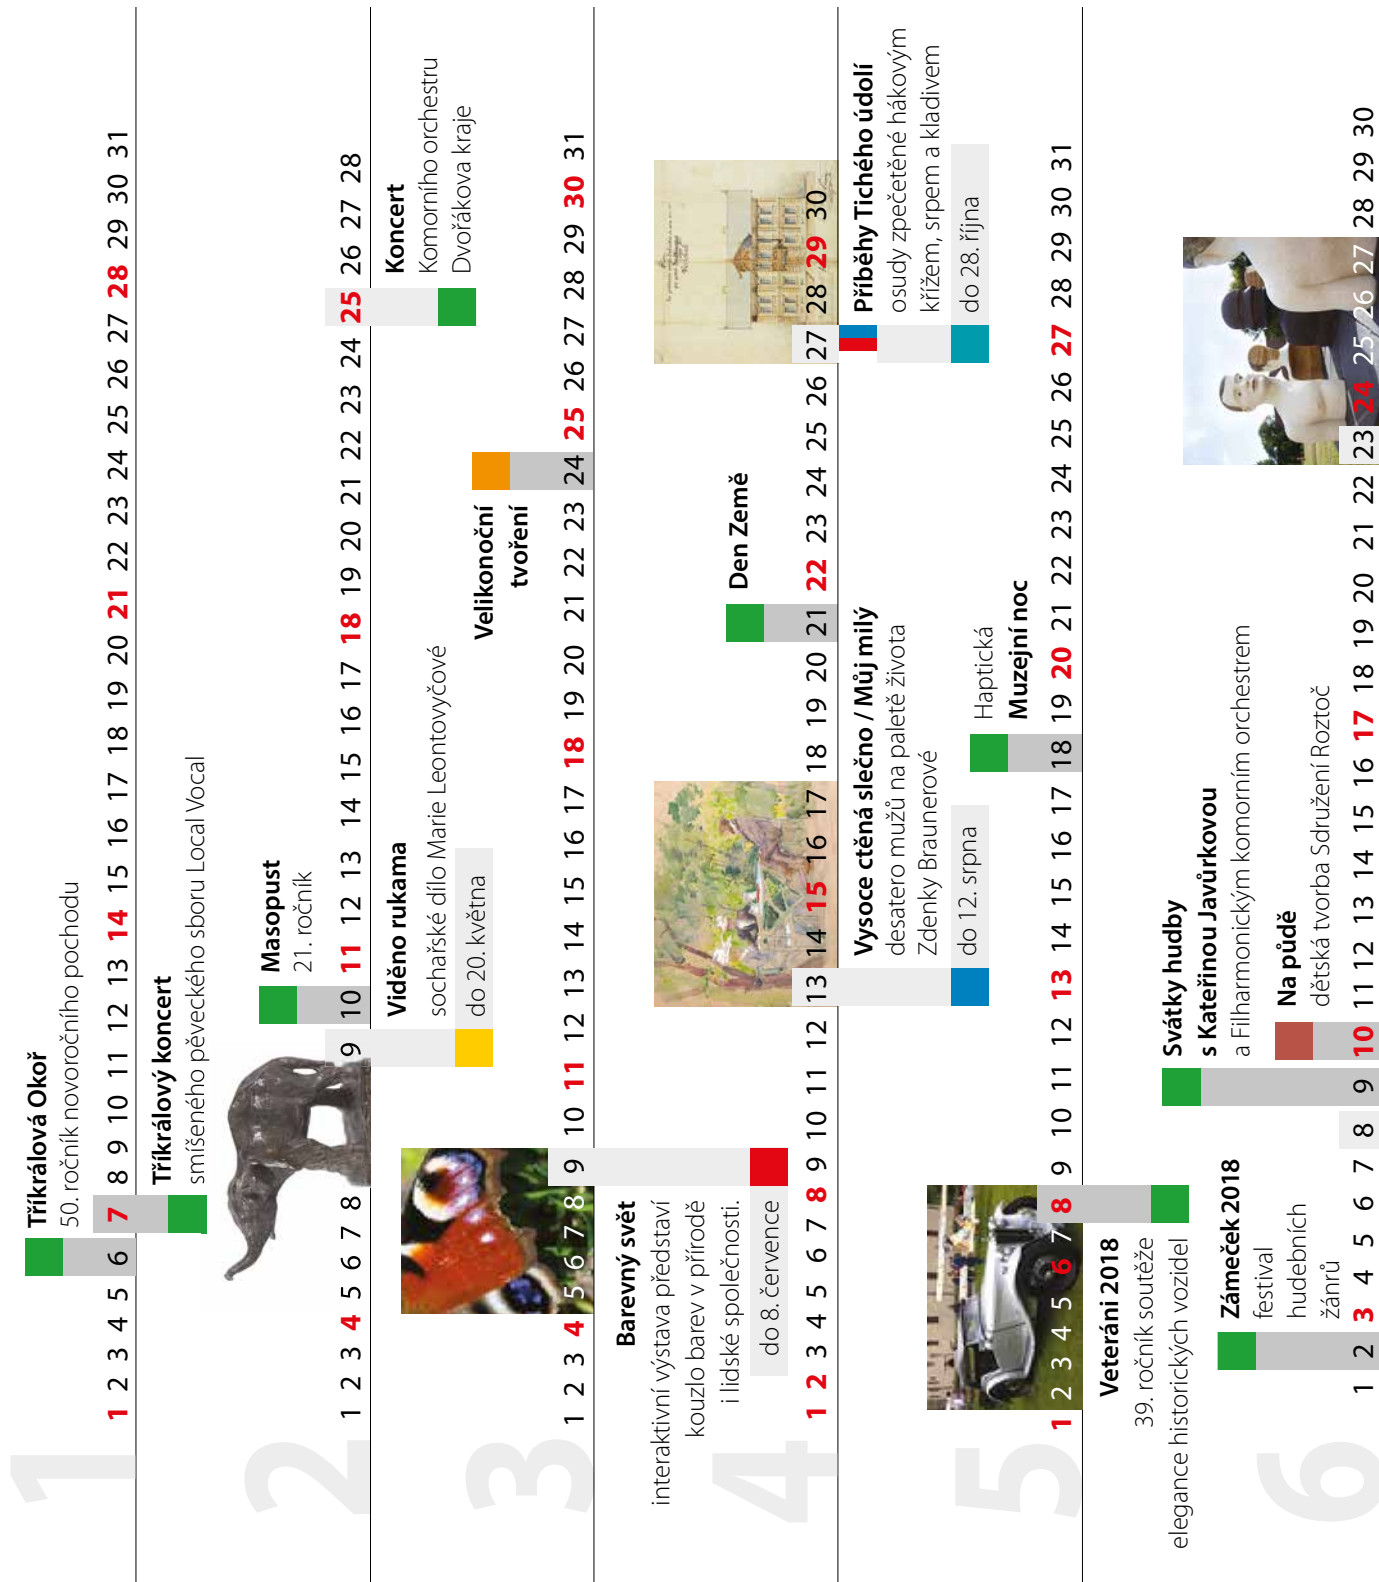 Tříkrálová Okoř
50. ročník novoročního pochodu
1
1 2 3 4 5 6 7 8 9 10 11 12 13 14 15 16 17 18 19 20 21 22 23 24 25 26 27 28 29 30 31
Tříkrálový koncert
smíšeného pěveckého sboru Local Vocal
Masopust
21. ročník
2
1 2 3 4 5 6 7 8 9 10 11 12 13 14 15 16 17 18 19 20 21 22 23 24 25 26 27 28
Viděno rukama
sochařské dílo Marie Leontovyčové
do 20. května
Koncert
Komorního orchestru
Dvořákova kraje
Velikonoční
tvoření
3
1 2 3 4 5 6 7 8 9 10 11 12 13 14 15 16 17 18 19 20 21 22 23 24 25 26 27 28 29 30 31
Barevný svět
interaktivní výstava představí
kouzlo barev v přírodě
i lidské společnosti.
do 8. července
Den Země
4
1 2 3 4 5 6 7 8 9 10 11 12 13 14 15 16 17 18 19 20 21 22 23 24 25 26 27 28 29 30
Vysoce ctěná slečno / Můj milý
desatero mužů na paletě života
Zdenky Braunerové
do 12. srpna
Příběhy Tichého údolí
osudy zpečetěné hákovým
křížem, srpem a kladivem
do 28. října
Haptická
Muzejní noc
5
1 2 3 4 5 6 7 8 9 10 11 12 13 14 15 16 17 18 19 20 21 22 23 24 25 26 27 28 29 30 31
Veteráni 2018
39. ročník soutěže
elegance historických vozidel
Zámeček 2018
festival
hudebních
žánrů
Svátky hudby
s Kateřinou Javůrkovou
a Filharmonickým komorním orchestrem
Na půdě
dětská tvorba Sdružení Roztoč
6
1 2 3 4 5 6 7 8 9 10 11 12 13 14 15 16 17 18 19 20 21 22 23 24 25 26 27 28 29 30